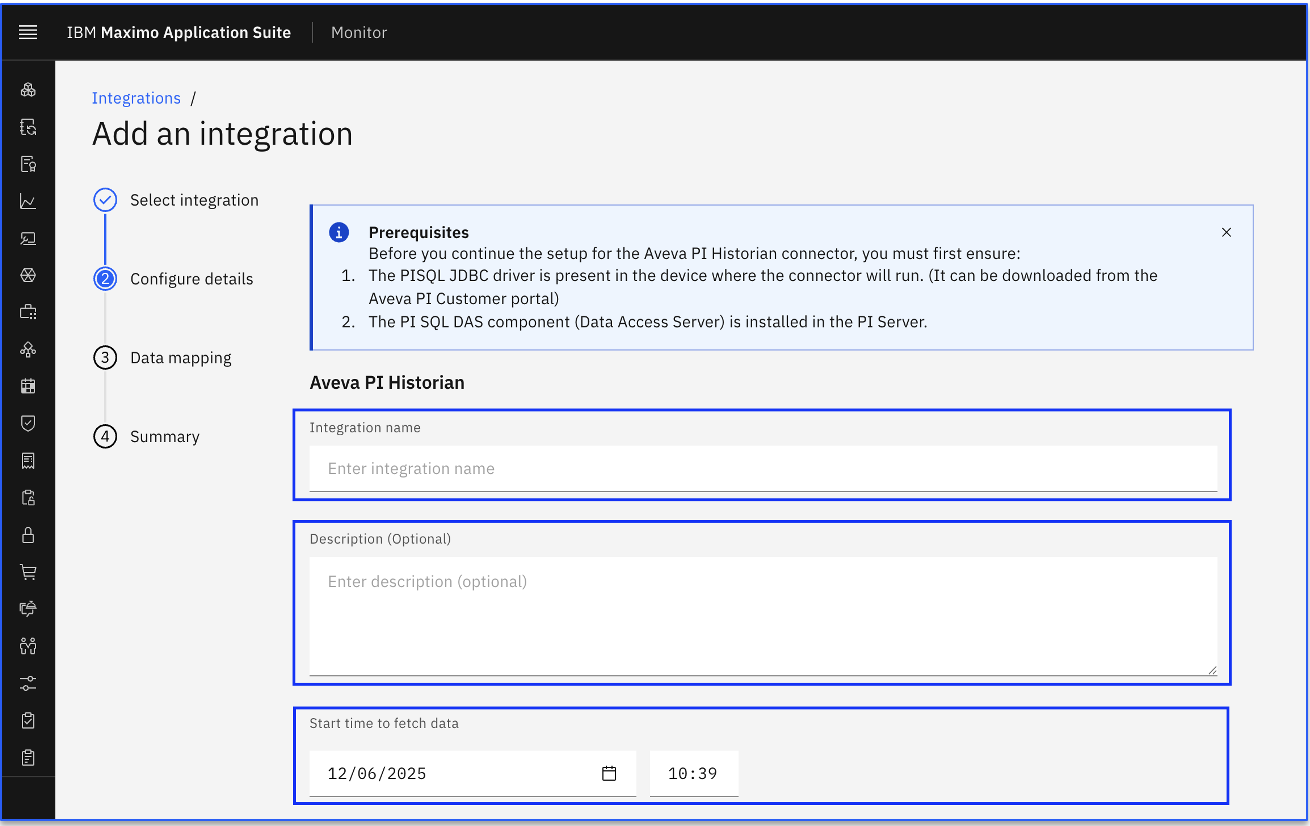 IBM Maximo Application Suite Monitor
Integrations /
Add an integration
Select integration
2 Configure details
3 Data mapping
4 Summary
Prerequisites
Before you continue the setup for the Aveva PI Historian connector, you must first ensure:
1. The PISQL JDBC driver is present in the device where the connector will run. (It can be downloaded from the
Aveva PI Customer portal)
2. The PI SQL DAS component (Data Access Server) is installed in the PI Server.
Aveva PI Historian
Integration name
Enter integration name
Description (Optional)
Enter description (optional)
Start time to fetch data
12/06/2025 10:39